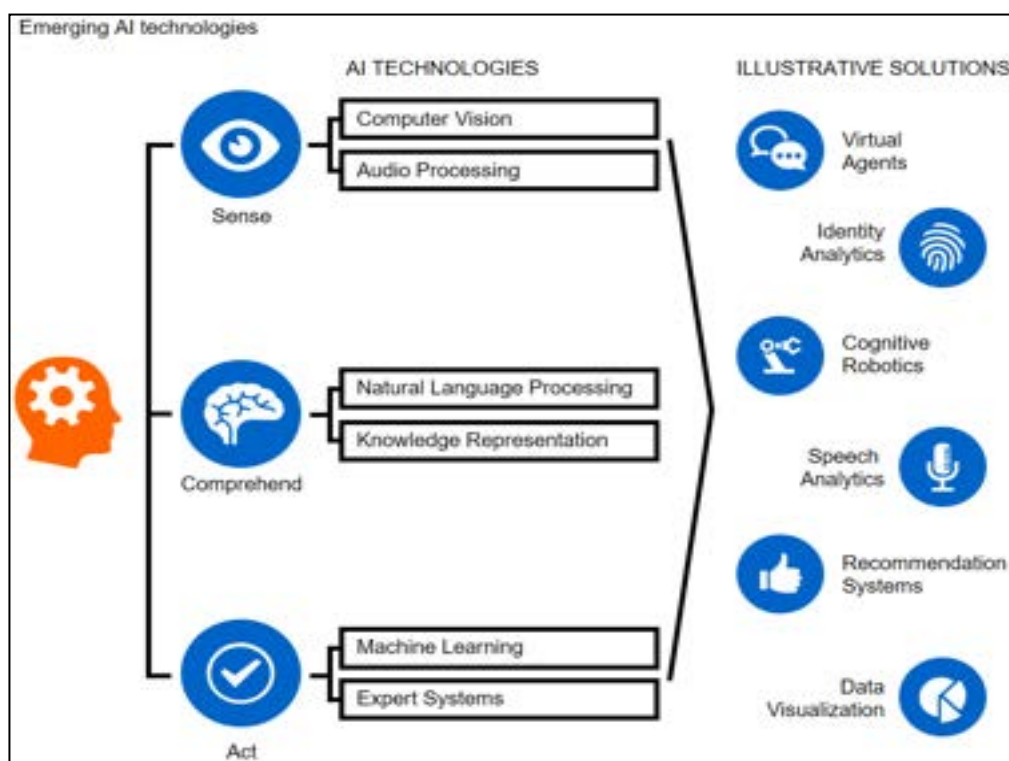 Emerging AI technologies
AI TECHNOLOGIES
ILLUSTRATIVE SOLUTIONS
Sense
Computer Vision
Audio Processing
Comprehend
Natural Language Processing
Knowledge Representation
Act
Machine Learning
Expert Systems
Virtual
Agents
Identity
Analytics
Cognitive
Robotics
Speech
Analytics
Recommendation
Systems
Data
Visualization